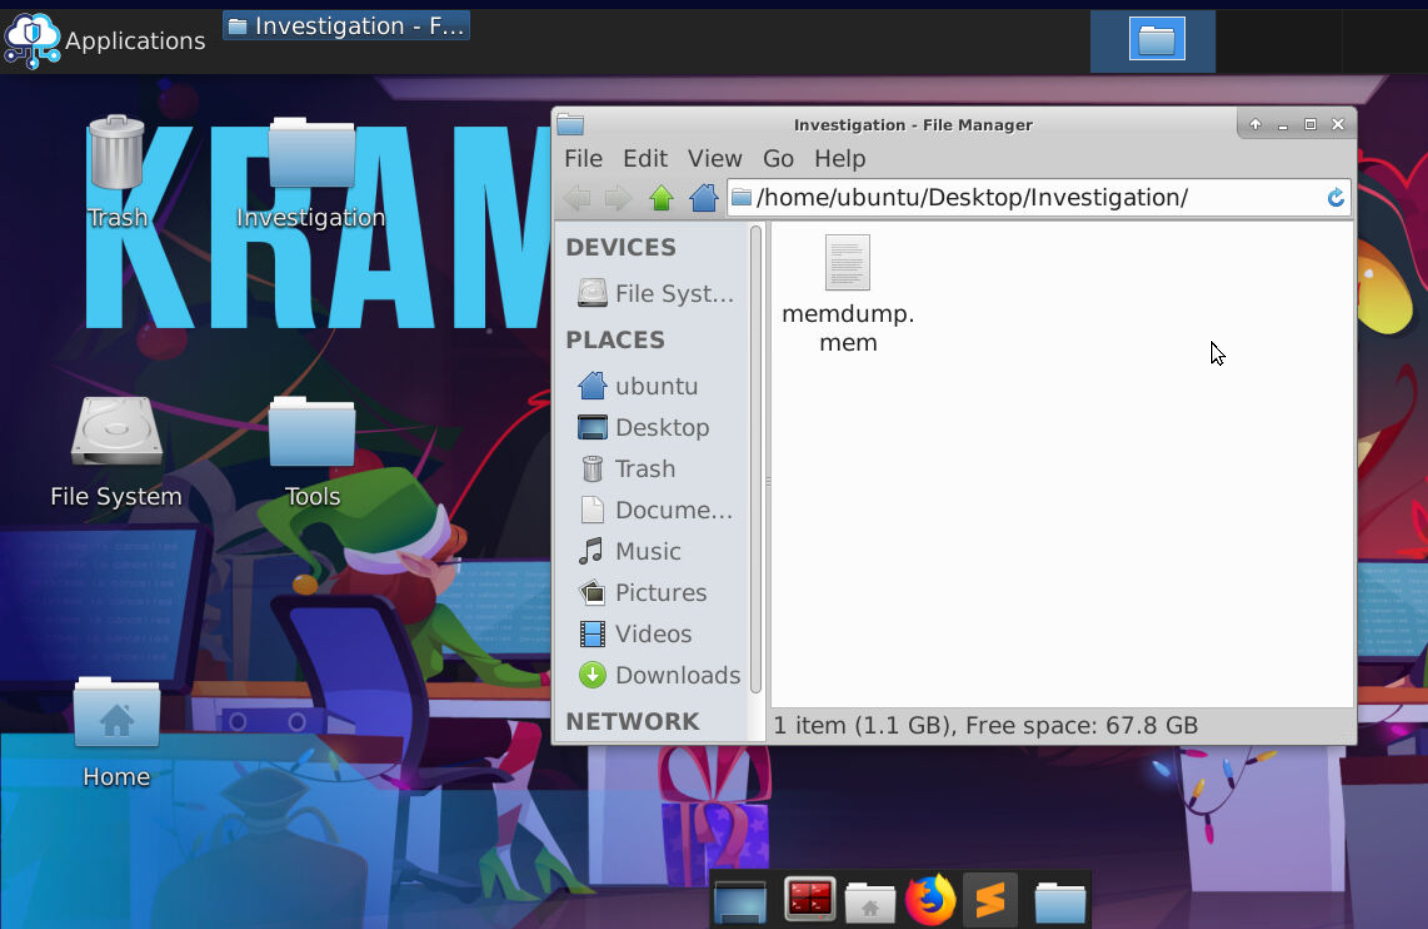 Applications
Investigation - F...
KRAM
Trash
Investigation
File System
Tools
Home
Investigation - File Manager
File Edit View Go Help
/home/ubuntu/Desktop/Investigation/
DEVICES
File Syst...
PLACES
ubuntu
Desktop
Trash
Docume...
Music
Pictures
Videos
Downloads
NETWORK
memdump.
mem
1 item (1.1 GB), Free space: 67.8 GB